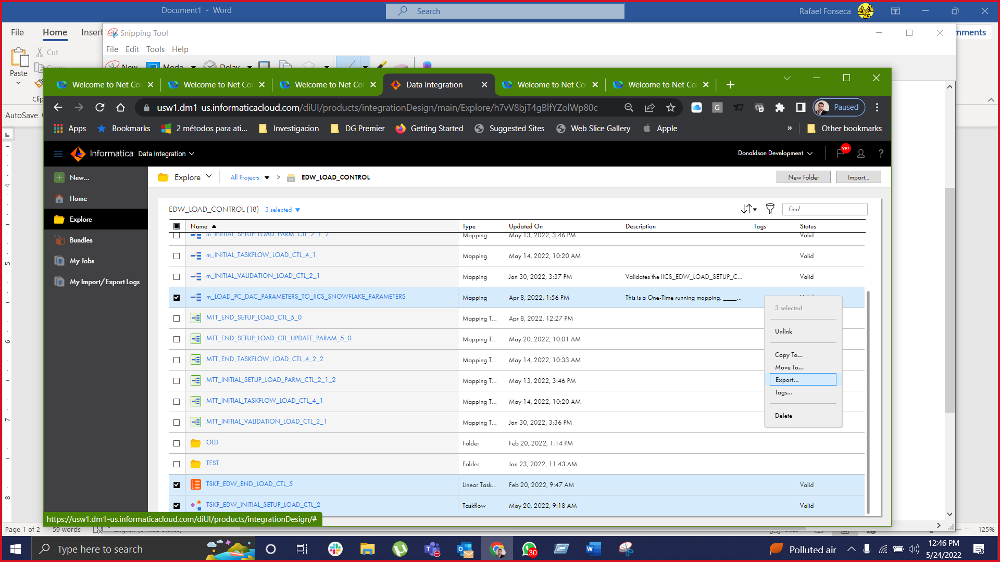 Document1 - Word
Search
Rafael Fonseca
File
Home
Insert
mments
Cut
Paste
Clip
AutoSave
Snipping Tool
File Edit Tools Help
New Mode Delay
Welcome to Net Co
Welcome to Net Co
Welcome to Net Co
Data Integration
Welcome to Net Co
Welcome to Net Co
usw1.dm1-us.informaticacloud.com/diUI/products/integrationDesign/main/Explore/h7vV8bjT4gBlfYZolWp80c
Paused
Apps
Bookmarks
2 métodos para ati...
Investigacion
DG Premier
Getting Started
Suggested Sites
Web Slice Gallery
Apple
»
Other bookmarks
Informatica Data Integration
Donaldson Development
99+
?
New...
Home
Explore
Bundles
My Jobs
My Import/Export Logs
Explore
All Projects > EDW_LOAD_CONTROL
New Folder
Import...
EDW_LOAD_CONTROL (18) 3 selected
Find
Name Type Updated On Description Tags Status
m_INITIAL_SETUP_LOAD_PARM_CTL_2_1_2 Mapping May 13, 2022, 3:46 PM Valid
m_INITIAL_TASKFLOW_LOAD_CTL_4_1 Mapping May 14, 2022, 10:20 AM Valid
m_INITIAL_VALIDATION_LOAD_CTL_2_1 Mapping Jan 30, 2022, 3:37 PM Validates the IICS_EDW_LOAD_SETUP_C... Valid
m_LOAD_PC_DAC_PARAMETERS_TO_IICS_SNOWFLAKE_PARAMETERS Mapping Apr 8, 2022, 1:56 PM This is a One-Time running mapping. ____...
MTT_END_SETUP_LOAD_CTL_5_0 Mapping T... Apr 8, 2022, 12:27 PM
MTT_END_SETUP_LOAD_CTL_UPDATE_PARAM_5_0 Mapping T... May 20, 2022, 10:01 AM
MTT_END_TASKFLOW_LOAD_CTL_4_2_2 Mapping T... May 14, 2022, 10:33 AM
MTT_INITIAL_SETUP_LOAD_PARM_CTL_2_1_2 Mapping T... May 13, 2022, 3:46 PM
MTT_INITIAL_TASKFLOW_LOAD_CTL_4_1 Mapping T... May 14, 2022, 10:20 AM
MTT_INITIAL_VALIDATION_LOAD_CTL_2_1 Mapping T... Jan 30, 2022, 3:36 PM
OLD Folder Feb 20, 2022, 1:14 PM
TEST Folder Jan 23, 2022, 11:43 AM
TSKF_EDW_END_LOAD_CTL_5 Linear Task... Feb 20, 2022, 9:47 AM Valid
TSKF_EDW_INITIAL_SETUP_LOAD_CTL_2 Taskflow May 20, 2022, 9:18 AM Valid
3 selected
Unlink
Copy To...
Move To...
Export...
Tags...
Delete
https://usw1.dm1-us.informaticacloud.com/diUI/products/integrationDesign/#
4
5
6
7
8
Page 1 of 2 59 words
125%
Type here to search
30
Polluted air
12:46 PM
5/24/2022